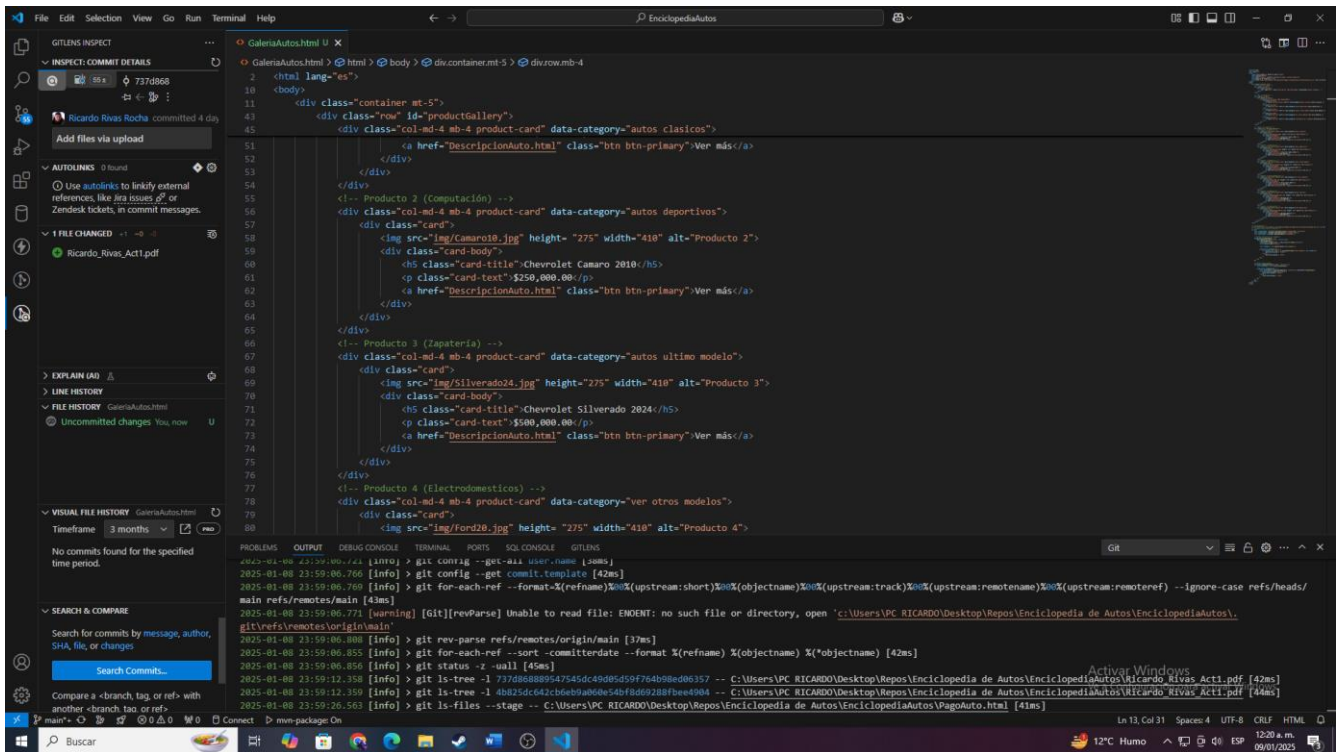 File Edit Selection View Go Run Terminal Help
EnciclopediaAutos
GITLENS INSPECT
INSPECT: COMMIT DETAILS
55s 737d868
Ricardo Rivas Rocha committed 4 day
Add files via upload
AUTOLINKS 0 found
Use autolinks to linkify external
references, like Jira issues or
Zendesk tickets, in commit messages.
1 FILE CHANGED +1 ~0 -0
Ricardo_Rivas_Act1.pdf
EXPLAIN (AI)
LINE HISTORY
FILE HISTORY GaleriaAutos.html
Uncommitted changes You, now U
VISUAL FILE HISTORY GaleriaAutos.html
Timeframe 3 months PRO
No commits found for the specified
time period.
SEARCH & COMPARE
Search for commits by message, author,
SHA, file, or changes
Search Commits...
Compare a <branch, tag, or ref> with
another <branch, tag, or ref>
GaleriaAutos.html U
GaleriaAutos.html > html > body > div.container.mt-5 > div.row.mb-4
2 <html lang="es">
10 <body>
11 <div class="container mt-5">
43 <div class="row" id="productGallery">
45 <div class="col-md-4 mb-4 product-card" data-category="autos clasicos">
51 <a href="DescripcionAuto.html" class="btn btn-primary">Ver más</a>
52 </div>
53 </div>
54 </div>
55 <!-- Producto 2 (Computación) -->
56 <div class="col-md-4 mb-4 product-card" data-category="autos deportivos">
57 <div class="card">
58 <img src="img/Camaro10.jpg" height= "275" width="410" alt="Producto 2">
59 <div class="card-body">
60 <h5 class="card-title">Chevrolet Camaro 2010</h5>
61 <p class="card-text">$250,000.00</p>
62 <a href="DescripcionAuto.html" class="btn btn-primary">Ver más</a>
63 </div>
64 </div>
65 </div>
66 <!-- Producto 3 (Zapatería) -->
67 <div class="col-md-4 mb-4 product-card" data-category="autos ultimo modelo">
68 <div class="card">
69 <img src="img/Silverado24.jpg" height="275" width="410" alt="Producto 3">
70 <div class="card-body">
71 <h5 class="card-title">Chevrolet Silverado 2024</h5>
72 <p class="card-text">$500,000.00</p>
73 <a href="DescripcionAuto.html" class="btn btn-primary">Ver más</a>
74 </div>
75 </div>
76 </div>
77 <!-- Producto 4 (Electrodomesticos) -->
78 <div class="col-md-4 mb-4 product-card" data-category="ver otros modelos">
79 <div class="card">
80 <img src="img/Ford20.jpg" height= "275" width="410" alt="Producto 4">
PROBLEMS OUTPUT DEBUG CONSOLE TERMINAL PORTS SQL CONSOLE GITLENS
Git
2025-01-08 23:59:06.721 [info] > git config --get-all user.name [38ms]
2025-01-08 23:59:06.766 [info] > git config --get commit.template [42ms]
2025-01-08 23:59:06.769 [info] > git for-each-ref --format=%(refname)%00%(upstream:short)%00%(objectname)%00%(upstream:track)%00%(upstream:remotename)%00%(upstream:remoteref) --ignore-case refs/heads/
main refs/remotes/main [43ms]
2025-01-08 23:59:06.771 [warning] [Git][revParse] Unable to read file: ENOENT: no such file or directory, open 'c:\Users\PC RICARDO\Desktop\Repos\Enciclopedia de Autos\EnciclopediaAutos\.
git\refs\remotes\origin\main'
2025-01-08 23:59:06.808 [info] > git rev-parse refs/remotes/origin/main [37ms]
2025-01-08 23:59:06.855 [info] > git for-each-ref --sort -committerdate --format %(refname) %(objectname) %(*objectname) [42ms]
2025-01-08 23:59:06.856 [info] > git status -z -uall [45ms]
2025-01-08 23:59:12.358 [info] > git ls-tree -l 737d868889547545dc49d05d59f764b98ed06357 -- C:\Users\PC RICARDO\Desktop\Repos\Enciclopedia de Autos\EnciclopediaAutos\Ricardo_Rivas_Act1.pdf [42ms]
2025-01-08 23:59:12.359 [info] > git ls-tree -l 4b825dc642cb6eb9a060e54bf8d69288fbee4904 -- C:\Users\PC RICARDO\Desktop\Repos\Enciclopedia de Autos\EnciclopediaAutos\Ricardo_Rivas_Act1.pdf [44ms]
2025-01-08 23:59:26.563 [info] > git ls-files --stage -- C:\Users\PC RICARDO\Desktop\Repos\Enciclopedia de Autos\EnciclopediaAutos\PagoAuto.html [41ms]
Activar Windows
main*+ 0 0 0 Connect mvn-package: On
Ln 13, Col 31 Spaces: 4 UTF-8 CRLF HTML
Buscar
12°C Humo ESP
12:20 a. m.
09/01/2025